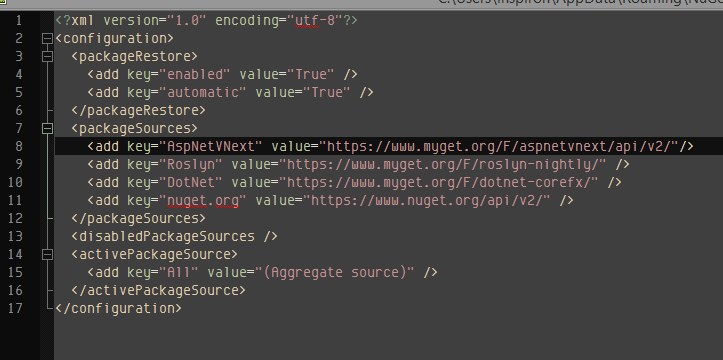 C:\Users\Inspiron\AppData\Roaming\NuGe
1 <?xml version="1.0" encoding="utf-8"?>
2 <configuration>
3 <packageRestore>
4 <add key="enabled" value="True" />
5 <add key="automatic" value="True" />
6 </packageRestore>
7 <packageSources>
8 <add key="AspNetVNext" value="https://www.myget.org/F/aspnetvnext/api/v2/"/>
9 <add key="Roslyn" value="https://www.myget.org/F/roslyn-nightly/" />
10 <add key="DotNet" value="https://www.myget.org/F/dotnet-corefx/" />
11 <add key="nuget.org" value="https://www.nuget.org/api/v2/" />
12 </packageSources>
13 <disabledPackageSources />
14 <activePackageSource>
15 <add key="All" value="(Aggregate source)" />
16 </activePackageSource>
17 </configuration>